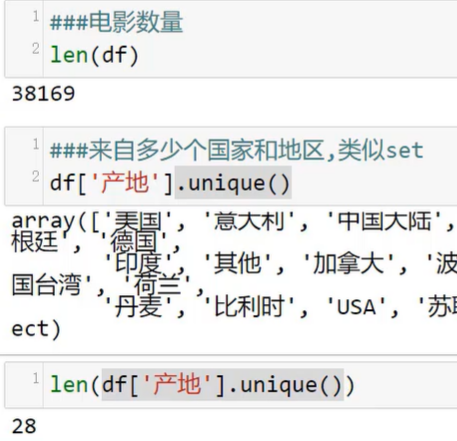 1 ###电影数量
2 len(df)
38169
1 ###来自多少个国家和地区,类似set
2 df['产地'].unique()
array(['美国', '意大利', '中国大陆',
根廷', '德国',
'印度', '其他', '加拿大', '波
国台湾', '荷兰',
'丹麦', '比利时', 'USA', '苏联
ect)
1 len(df['产地'].unique())
28